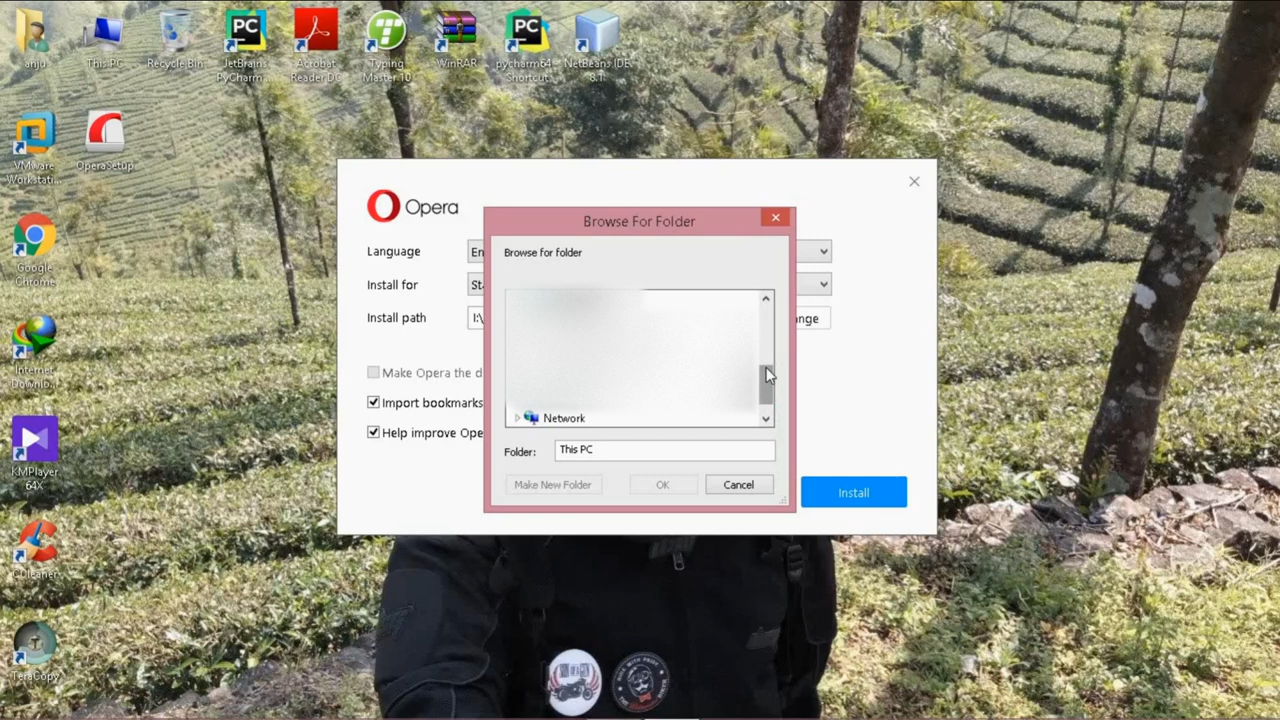 anju
This PC
Recycle Bin
JetBrains
PyCharm...
Acrobat
Reader DC
Typing
Master 10
WinRAR
pycharm64
Shortcut
NetBeans IDE
8.1
VMware
Workstati...
OperaSetup
Google
Chrome
Internet
Downlo...
KMPlayer
64X
CCleaner
TeraCopy
Opera
Language
En
Install for
Sta
Install path
I:\
nge
Make Opera the d
Import bookmarks
Help improve Ope
Install
Browse For Folder
Browse for folder
Network
Folder:
This PC
Make New Folder
OK
Cancel